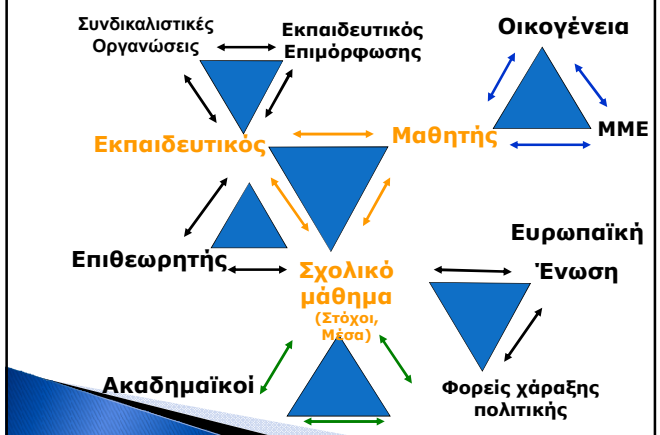 Συνδικαλιστικές
Οργανώσεις
Εκπαιδευτικός
Επιμόρφωσης
Οικογένεια
Εκπαιδευτικός
Μαθητής
ΜΜΕ
Επιθεωρητής
Σχολικό
μάθημα
(Στόχοι,
Μέσα)
Ευρωπαϊκή
Ένωση
Ακαδημαϊκοί
Φορείς χάραξης
πολιτικής